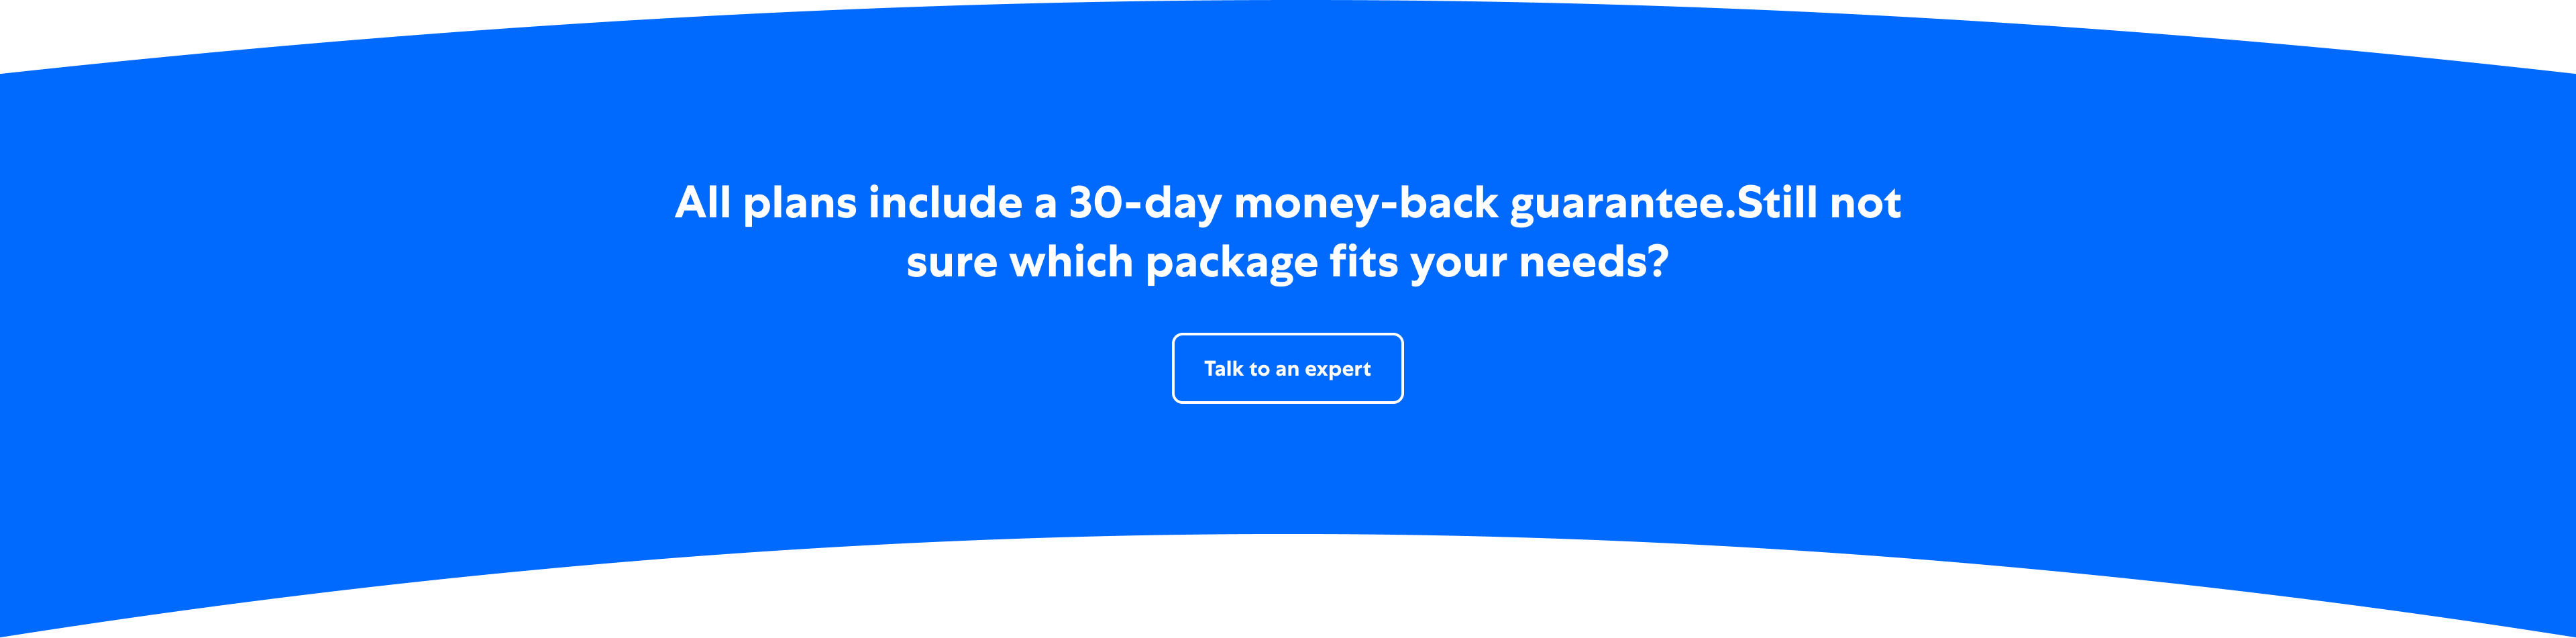 All plans include a 30-day money-back guarantee.Still not
sure which package fits your needs?
Talk to an expert